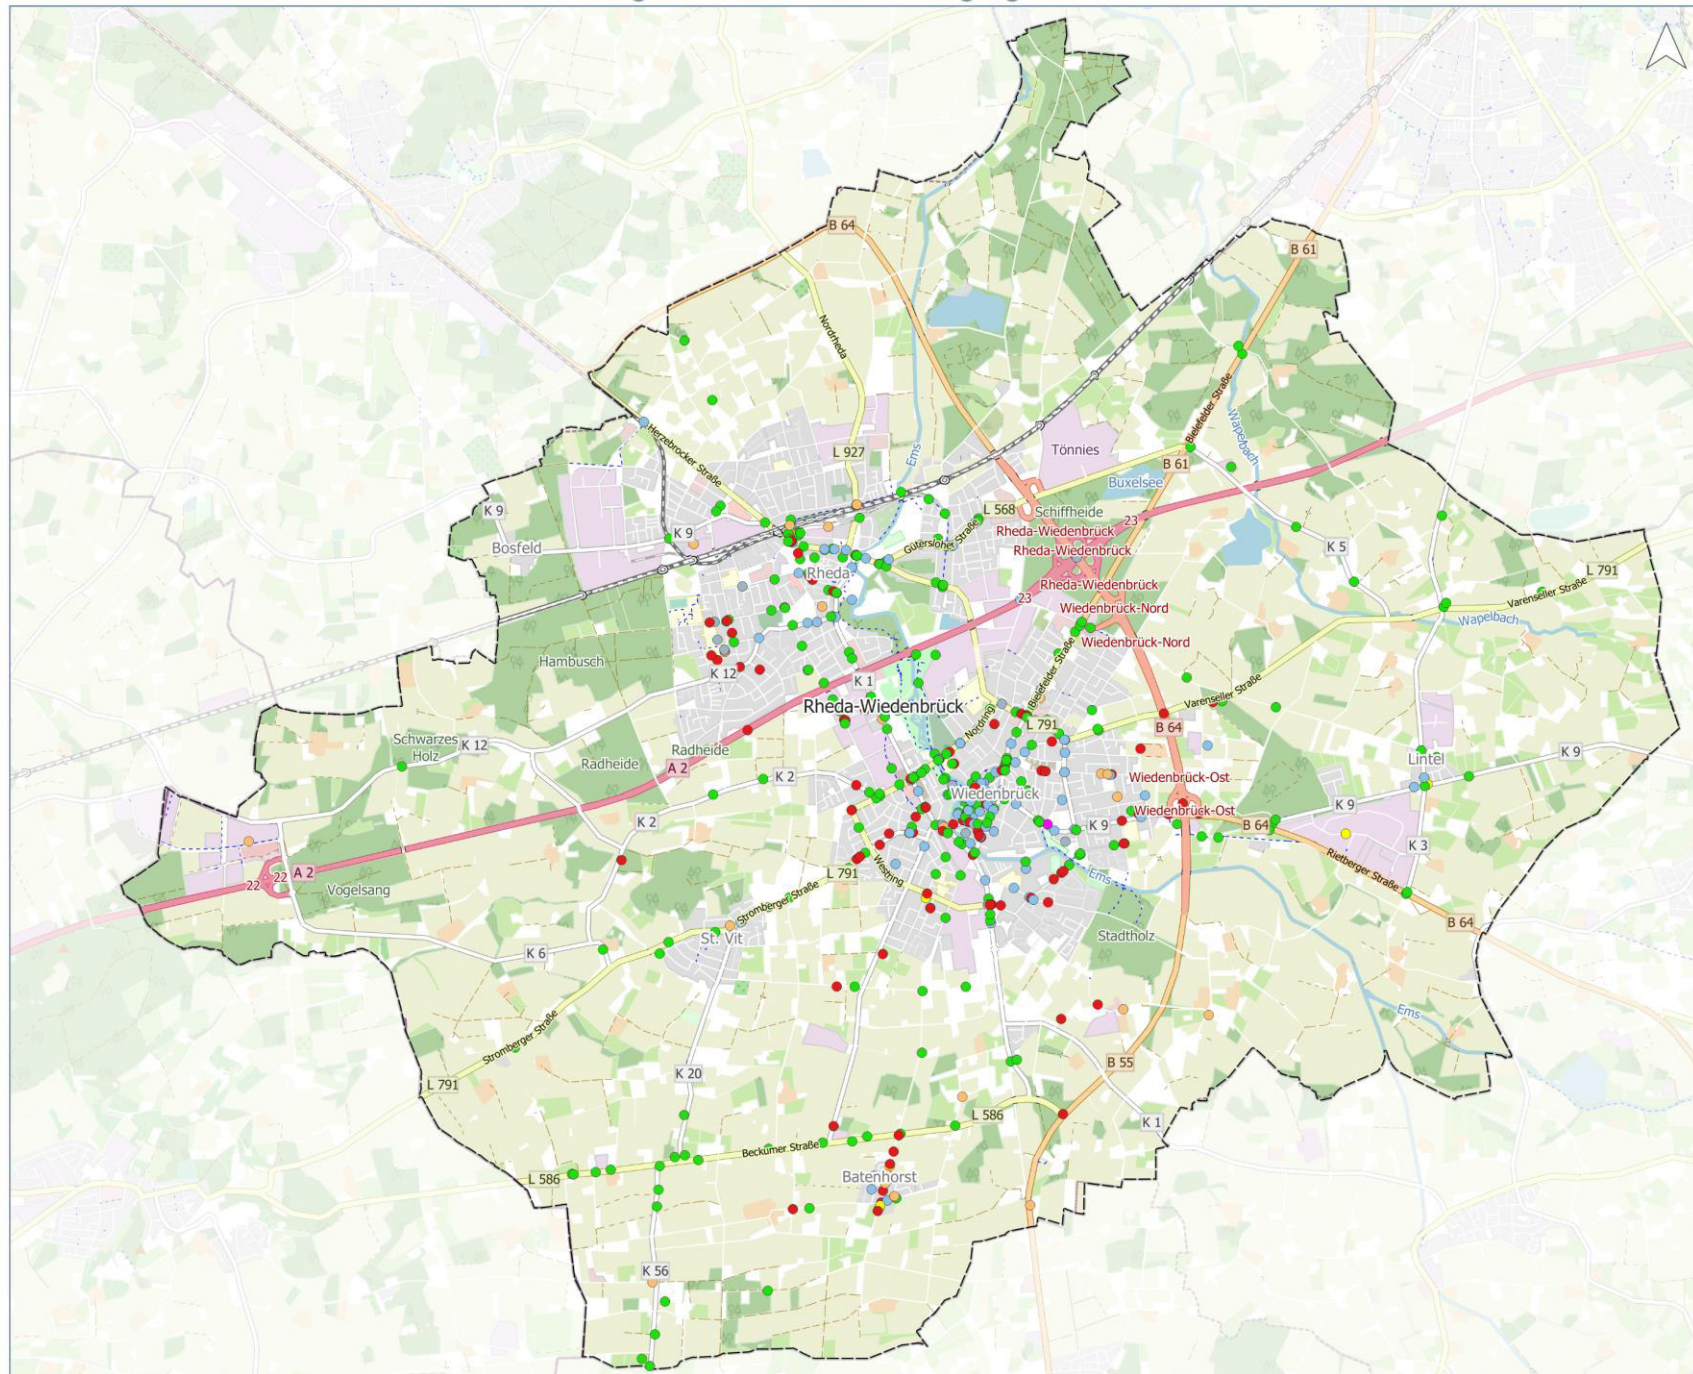 B 64
B 61
Nordrheda
Bielefelder Straße
Wapelbach
Herzebrocker Straße
Ems
L 927
Tönnies
B 61
Buxelsee
K 9
L 568
Schiffheide
23
K 9
Gütersloher Straße
Rheda-Wiedenbrück
Bosfeld
Rheda-Wiedenbrück
K 5
Rheda
L 791
Rheda-Wiedenbrück
Varenseller Straße
23
Wiedenbrück-Nord
Wapelbach
Wiedenbrück-Nord
Hambusch
Bielefelder Straße
K 12
K 1
Varenseller Straße
Rheda-Wiedenbrück
Nordring
L 791
B 64
Schwarzes
Holz
K 12
Radheide
Radheide
K 9
Lintel
A 2
K 2
Wiedenbrück-Ost
Wiedenbrück
K 9
Wiedenbrück-Ost
K 2
K 9
B 64
K 3
Rietberger Straße
22
22
A 2
L 791
Westring
Ems
Vogelsang
Stromberger Straße
B 64
St. Vit
Stadtholz
K 6
Ems
Stromberger Straße
B 55
K 20
L 791
L 586
K 1
Beckumer Straße
L 586
Batenhorst
K 56